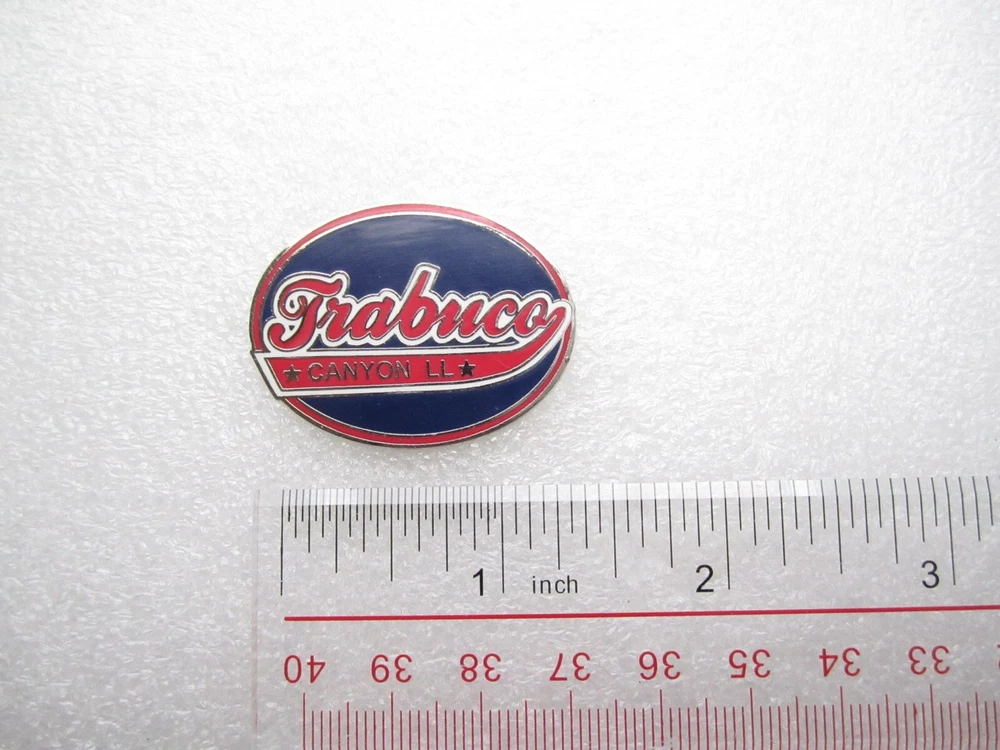 Trabuco
★CANYON LL★
1 inch 2 3
40 39 38 37 36 35 34 33